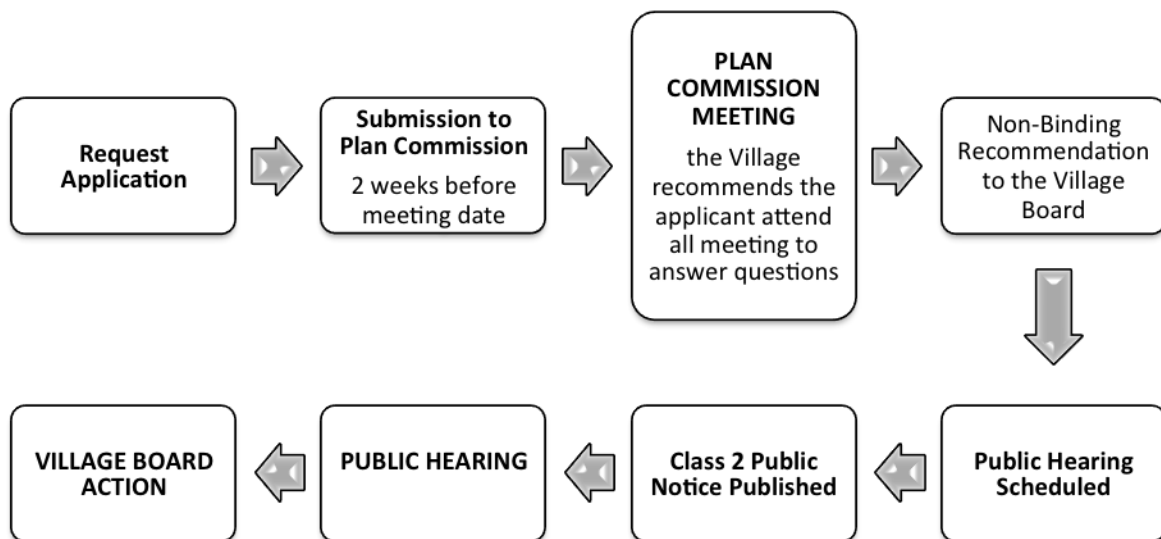 Request
Application
Submission to
Plan Commission
2 weeks before
meeting date
PLAN
COMMISSION
MEETING
the Village
recommends the
applicant attend
all meeting to
answer questions
Non-Binding
Recommendation
to the Village
Board
Public Hearing
Scheduled
Class 2 Public
Notice Published
PUBLIC HEARING
VILLAGE BOARD
ACTION